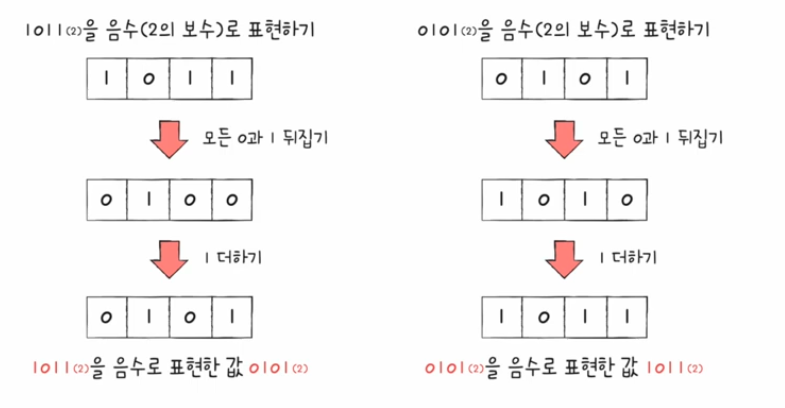 1011(2)을 음수(2의 보수)로 표현하기
1 0 1 1
모든 0과 1 뒤집기
0 1 0 0
1 더하기
0 1 0 1
1011(2)을 음수로 표현한 값 0101(2)
0101(2)을 음수(2의 보수)로 표현하기
0 1 0 1
모든 0과 1 뒤집기
1 0 1 0
1 더하기
1 0 1 1
0101(2)을 음수로 표현한 값 1011(2)